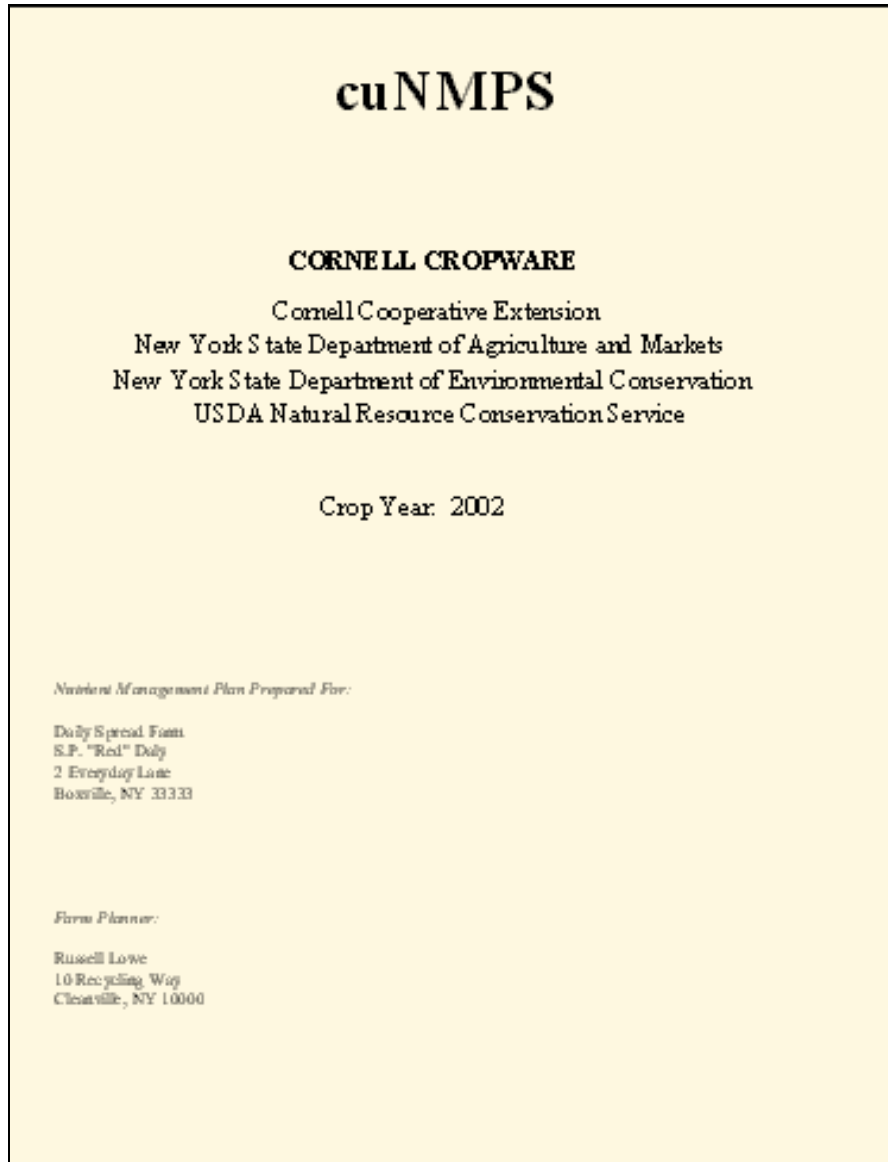 cuNMPS
CORNELL CROPWARE
Cornell Cooperative Extension
New York State Department of Agriculture and Markets
New York State Department of Environmental Conservation
USDA Natural Resource Conservation Service
Crop Year: 2002
Nutrient Management Plan Prepared For:
Daily Spread Farm
S.P. "Red" Daly
2 Everyday Lane
Boxville, NY 33333
Farm Planner:
Russell Lowe
10 Recycling Way
Cleanville, NY 10000